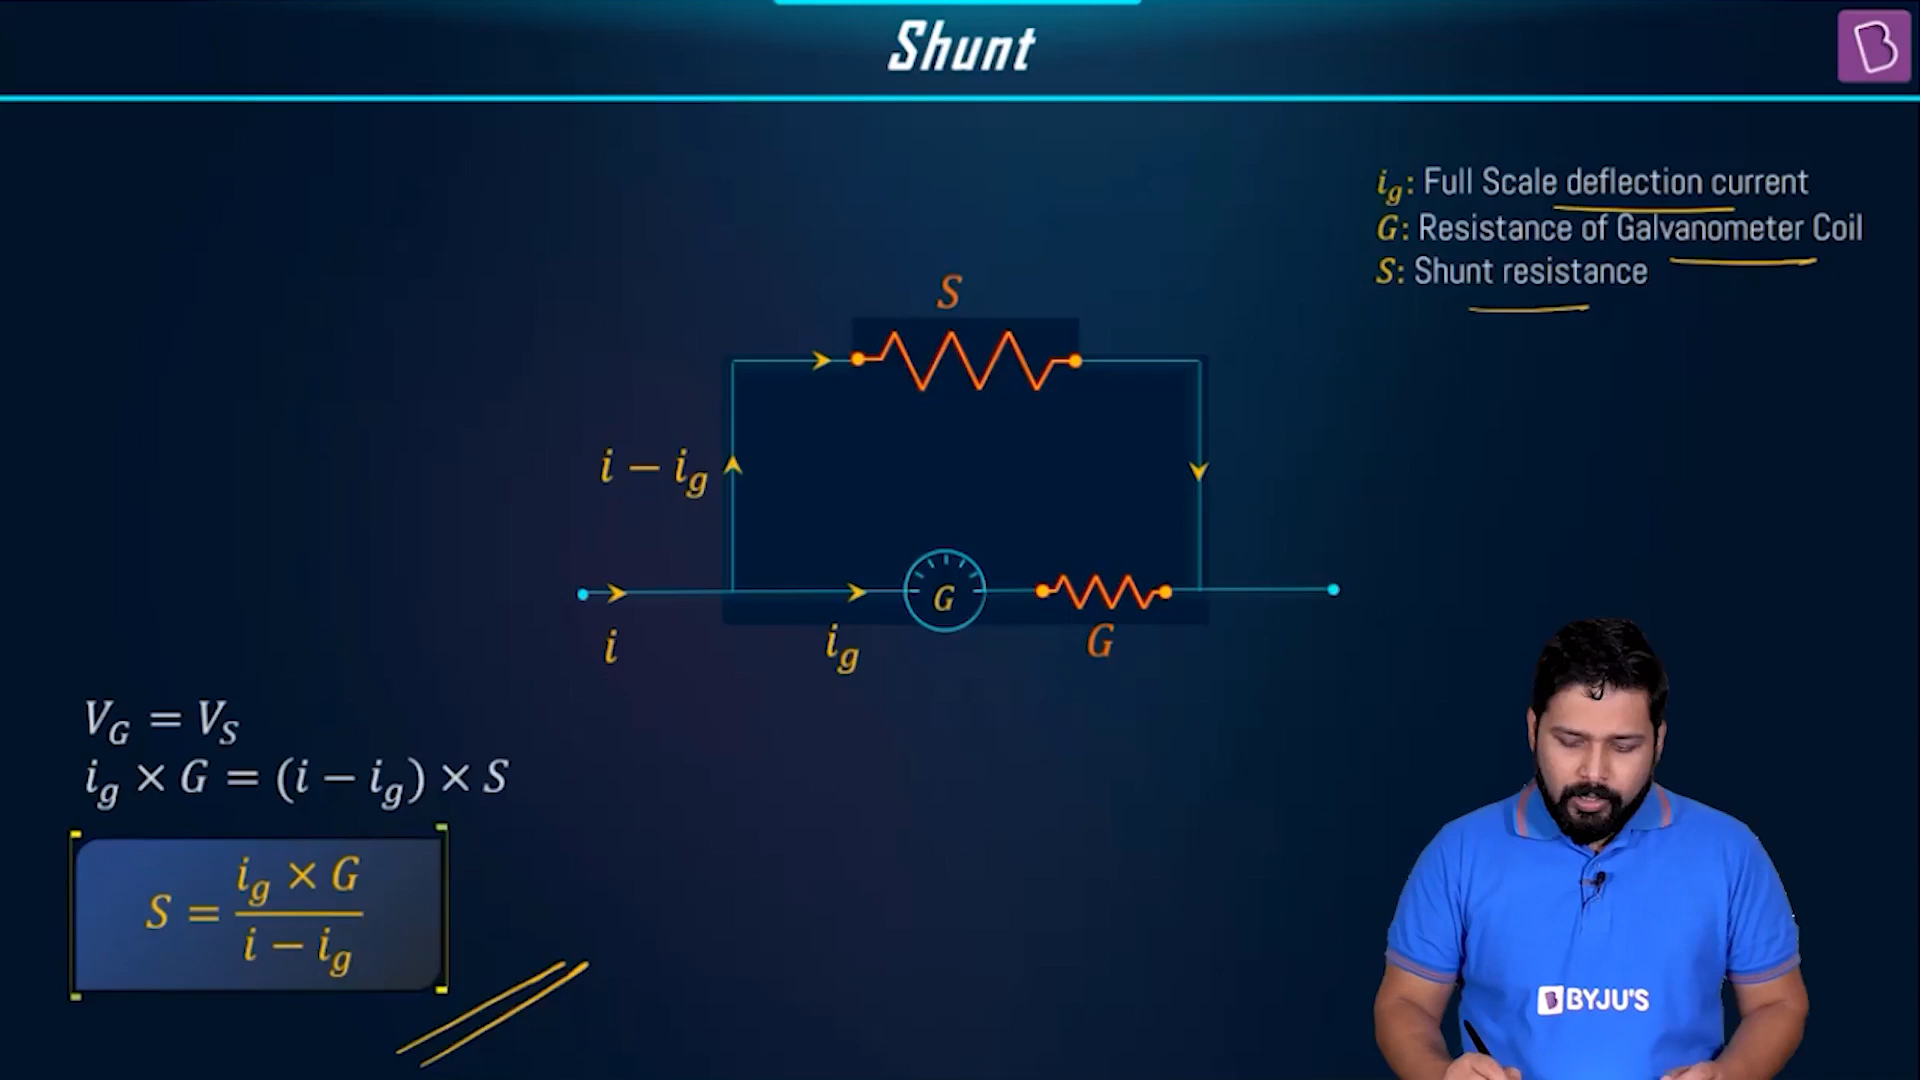 Shunt
i_g: Full Scale deflection current
G: Resistance of Galvanometer Coil
S: Shunt resistance
S
i − i_g
G
i
i_g
G
V_G = V_S
i_g × G = (i − i_g) × S
S = \frac{i_g × G}{i − i_g}
BYJU'S